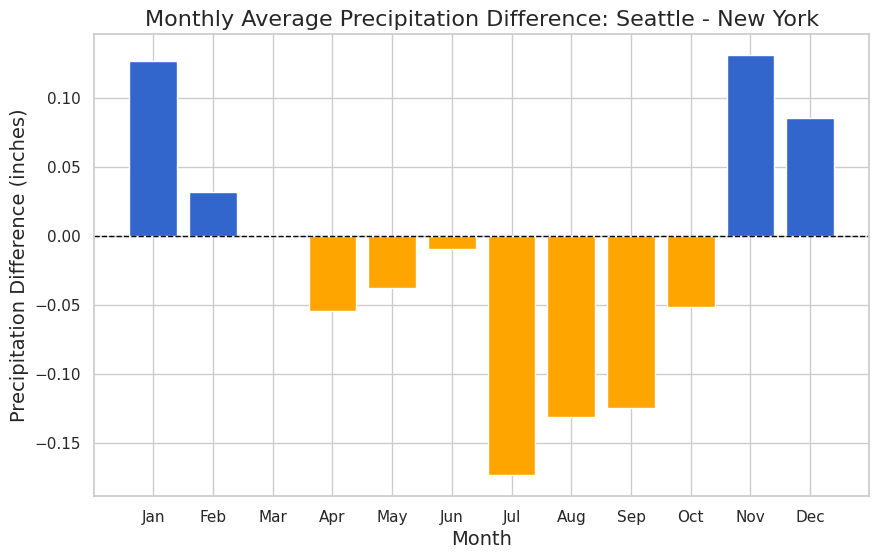 Monthly Average Precipitation Difference: Seattle - New York
Precipitation Difference (inches)
0.10
0.05
0.00
−0.05
−0.10
−0.15
Jan Feb Mar Apr May Jun Jul Aug Sep Oct Nov Dec
Month